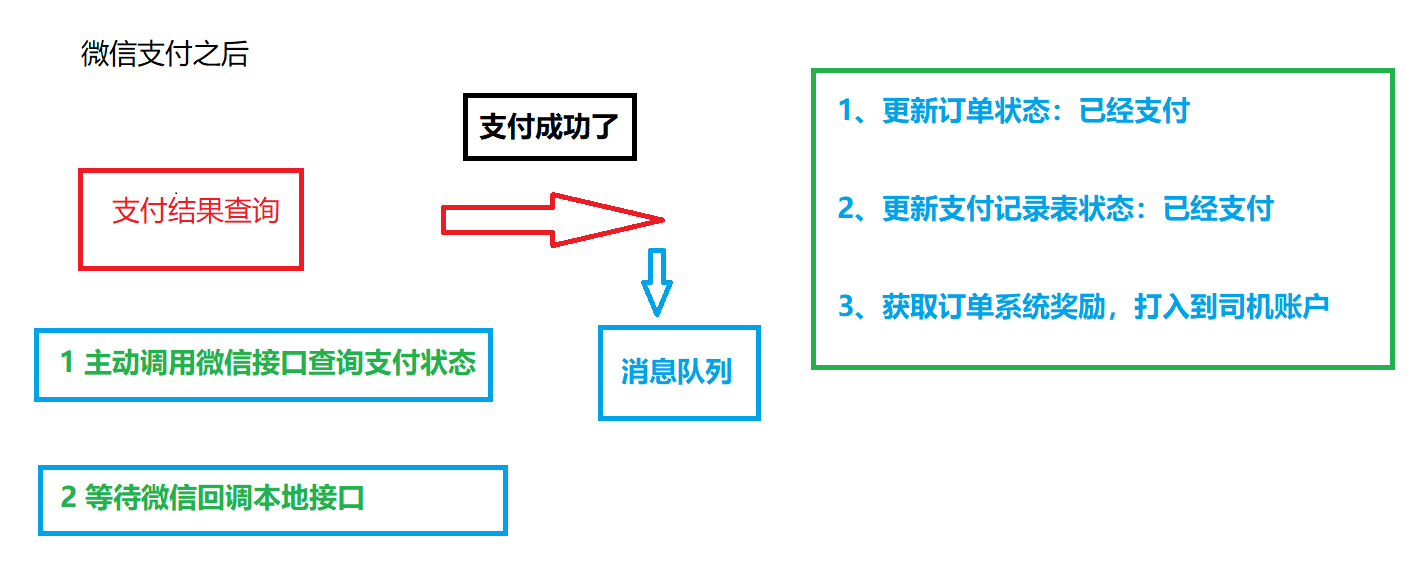 微信支付之后
支付成功了
支付结果查询
1 主动调用微信接口查询支付状态
2 等待微信回调本地接口
消息队列
1、更新订单状态：已经支付
2、更新支付记录表状态：已经支付
3、获取订单系统奖励，打入到司机账户